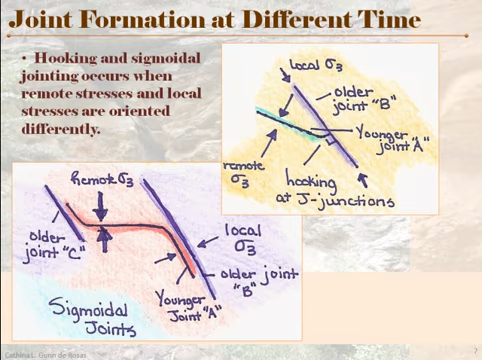 Joint Formation at Different Time
• Hooking and sigmoidal
jointing occurs when
remote stresses and local
stresses are oriented
differently.
local σ3
older
joint "B"
Younger
joint "A"
remote
σ3
hooking
at J-junctions
Remote σ3
older
joint "C"
local
σ3
older joint
"B"
Younger
Joint "A"
Sigmoidal
Joints
Cathina L. Gunn de Rosas
7